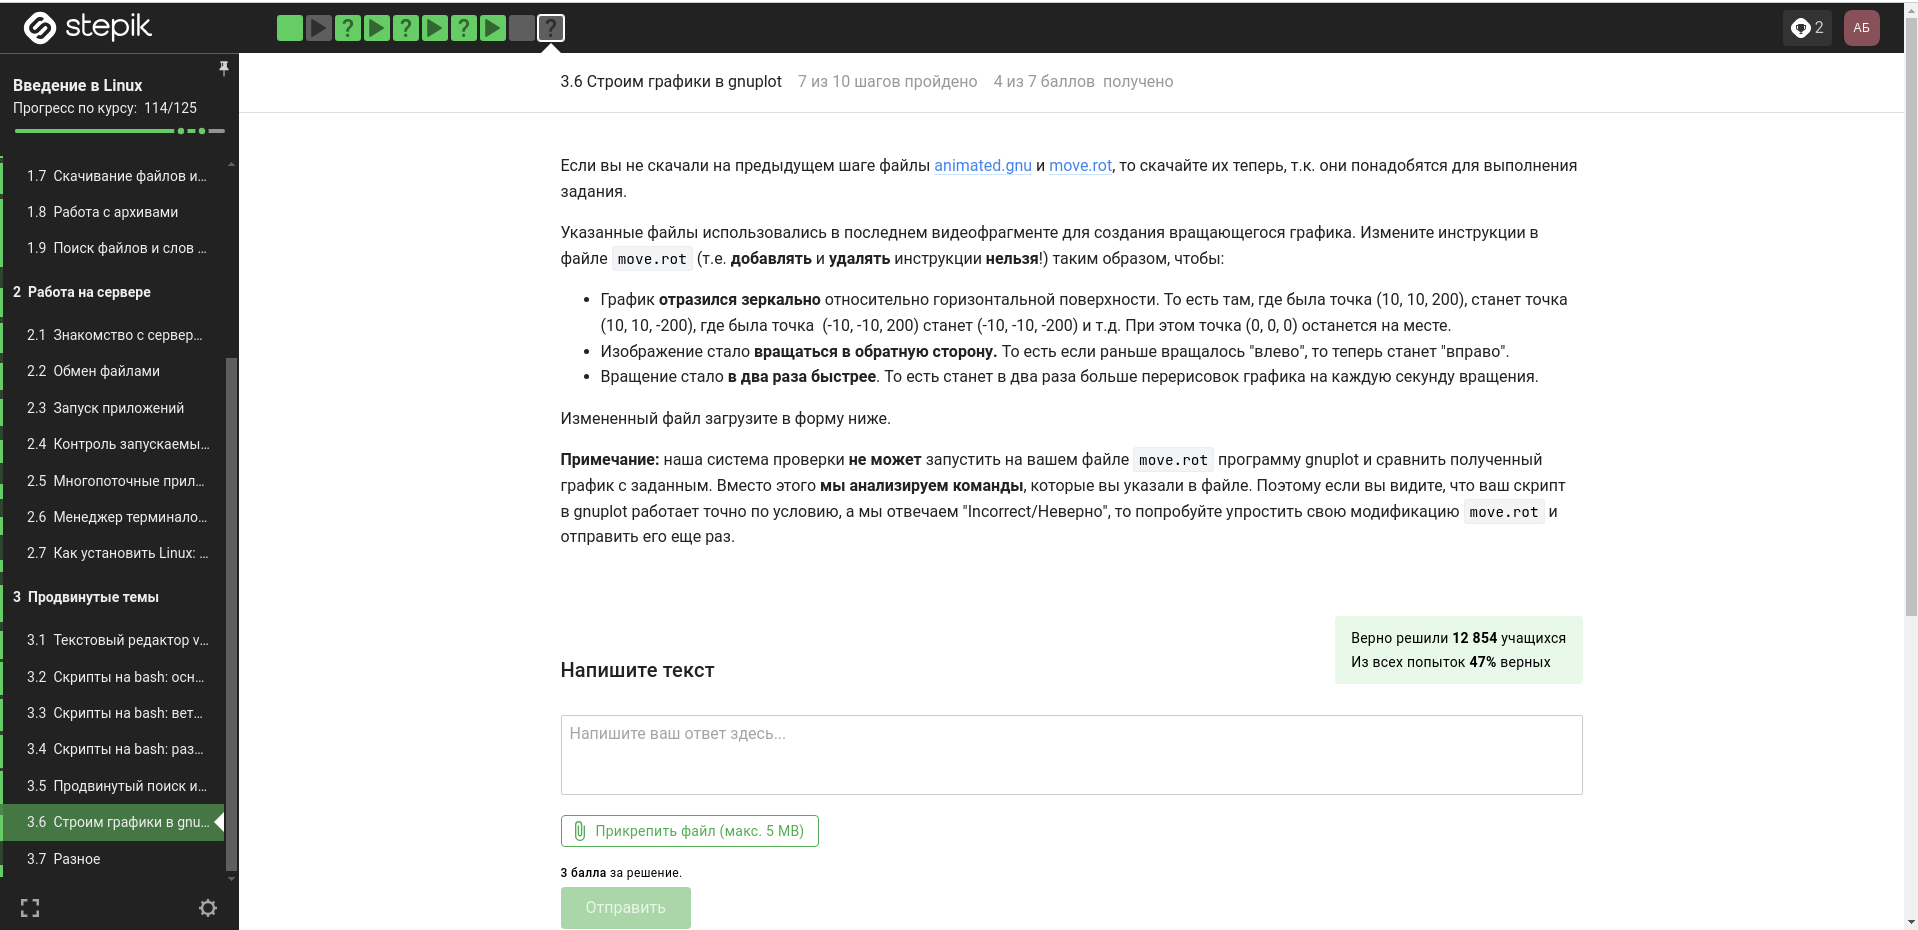 stepik
?
?
?
?
2
АБ
Введение в Linux
Прогресс по курсу: 114/125
1.7 Скачивание файлов и...
1.8 Работа с архивами
1.9 Поиск файлов и слов ...
2 Работа на сервере
2.1 Знакомство с сервер...
2.2 Обмен файлами
2.3 Запуск приложений
2.4 Контроль запускаемы...
2.5 Многопоточные прил...
2.6 Менеджер терминало...
2.7 Как установить Linux: ...
3 Продвинутые темы
3.1 Текстовый редактор v...
3.2 Скрипты на bash: осн...
3.3 Скрипты на bash: вет...
3.4 Скрипты на bash: раз...
3.5 Продвинутый поиск и...
3.6 Строим графики в gnu...
3.7 Разное
3.6 Строим графики в gnuplot 7 из 10 шагов пройдено 4 из 7 баллов получено
Если вы не скачали на предыдущем шаге файлы animated.gnu и move.rot, то скачайте их теперь, т.к. они понадобятся для выполнения
задания.
Указанные файлы использовались в последнем видеофрагменте для создания вращающегося графика. Измените инструкции в
файле move.rot (т.е. добавлять и удалять инструкции нельзя!) таким образом, чтобы:
• График отразился зеркально относительно горизонтальной поверхности. То есть там, где была точка (10, 10, 200), станет точка
(10, 10, -200), где была точка (-10, -10, 200) станет (-10, -10, -200) и т.д. При этом точка (0, 0, 0) останется на месте.
• Изображение стало вращаться в обратную сторону. То есть если раньше вращалось "влево", то теперь станет "вправо".
• Вращение стало в два раза быстрее. То есть станет в два раза больше перерисовок графика на каждую секунду вращения.
Измененный файл загрузите в форму ниже.
Примечание: наша система проверки не может запустить на вашем файле move.rot программу gnuplot и сравнить полученный
график с заданным. Вместо этого мы анализируем команды, которые вы указали в файле. Поэтому если вы видите, что ваш скрипт
в gnuplot работает точно по условию, а мы отвечаем "Incorrect/Неверно", то попробуйте упростить свою модификацию move.rot и
отправить его еще раз.
Верно решили 12 854 учащихся
Из всех попыток 47% верных
Напишите текст
Напишите ваш ответ здесь...
Прикрепить файл (макс. 5 MB)
3 балла за решение.
Отправить